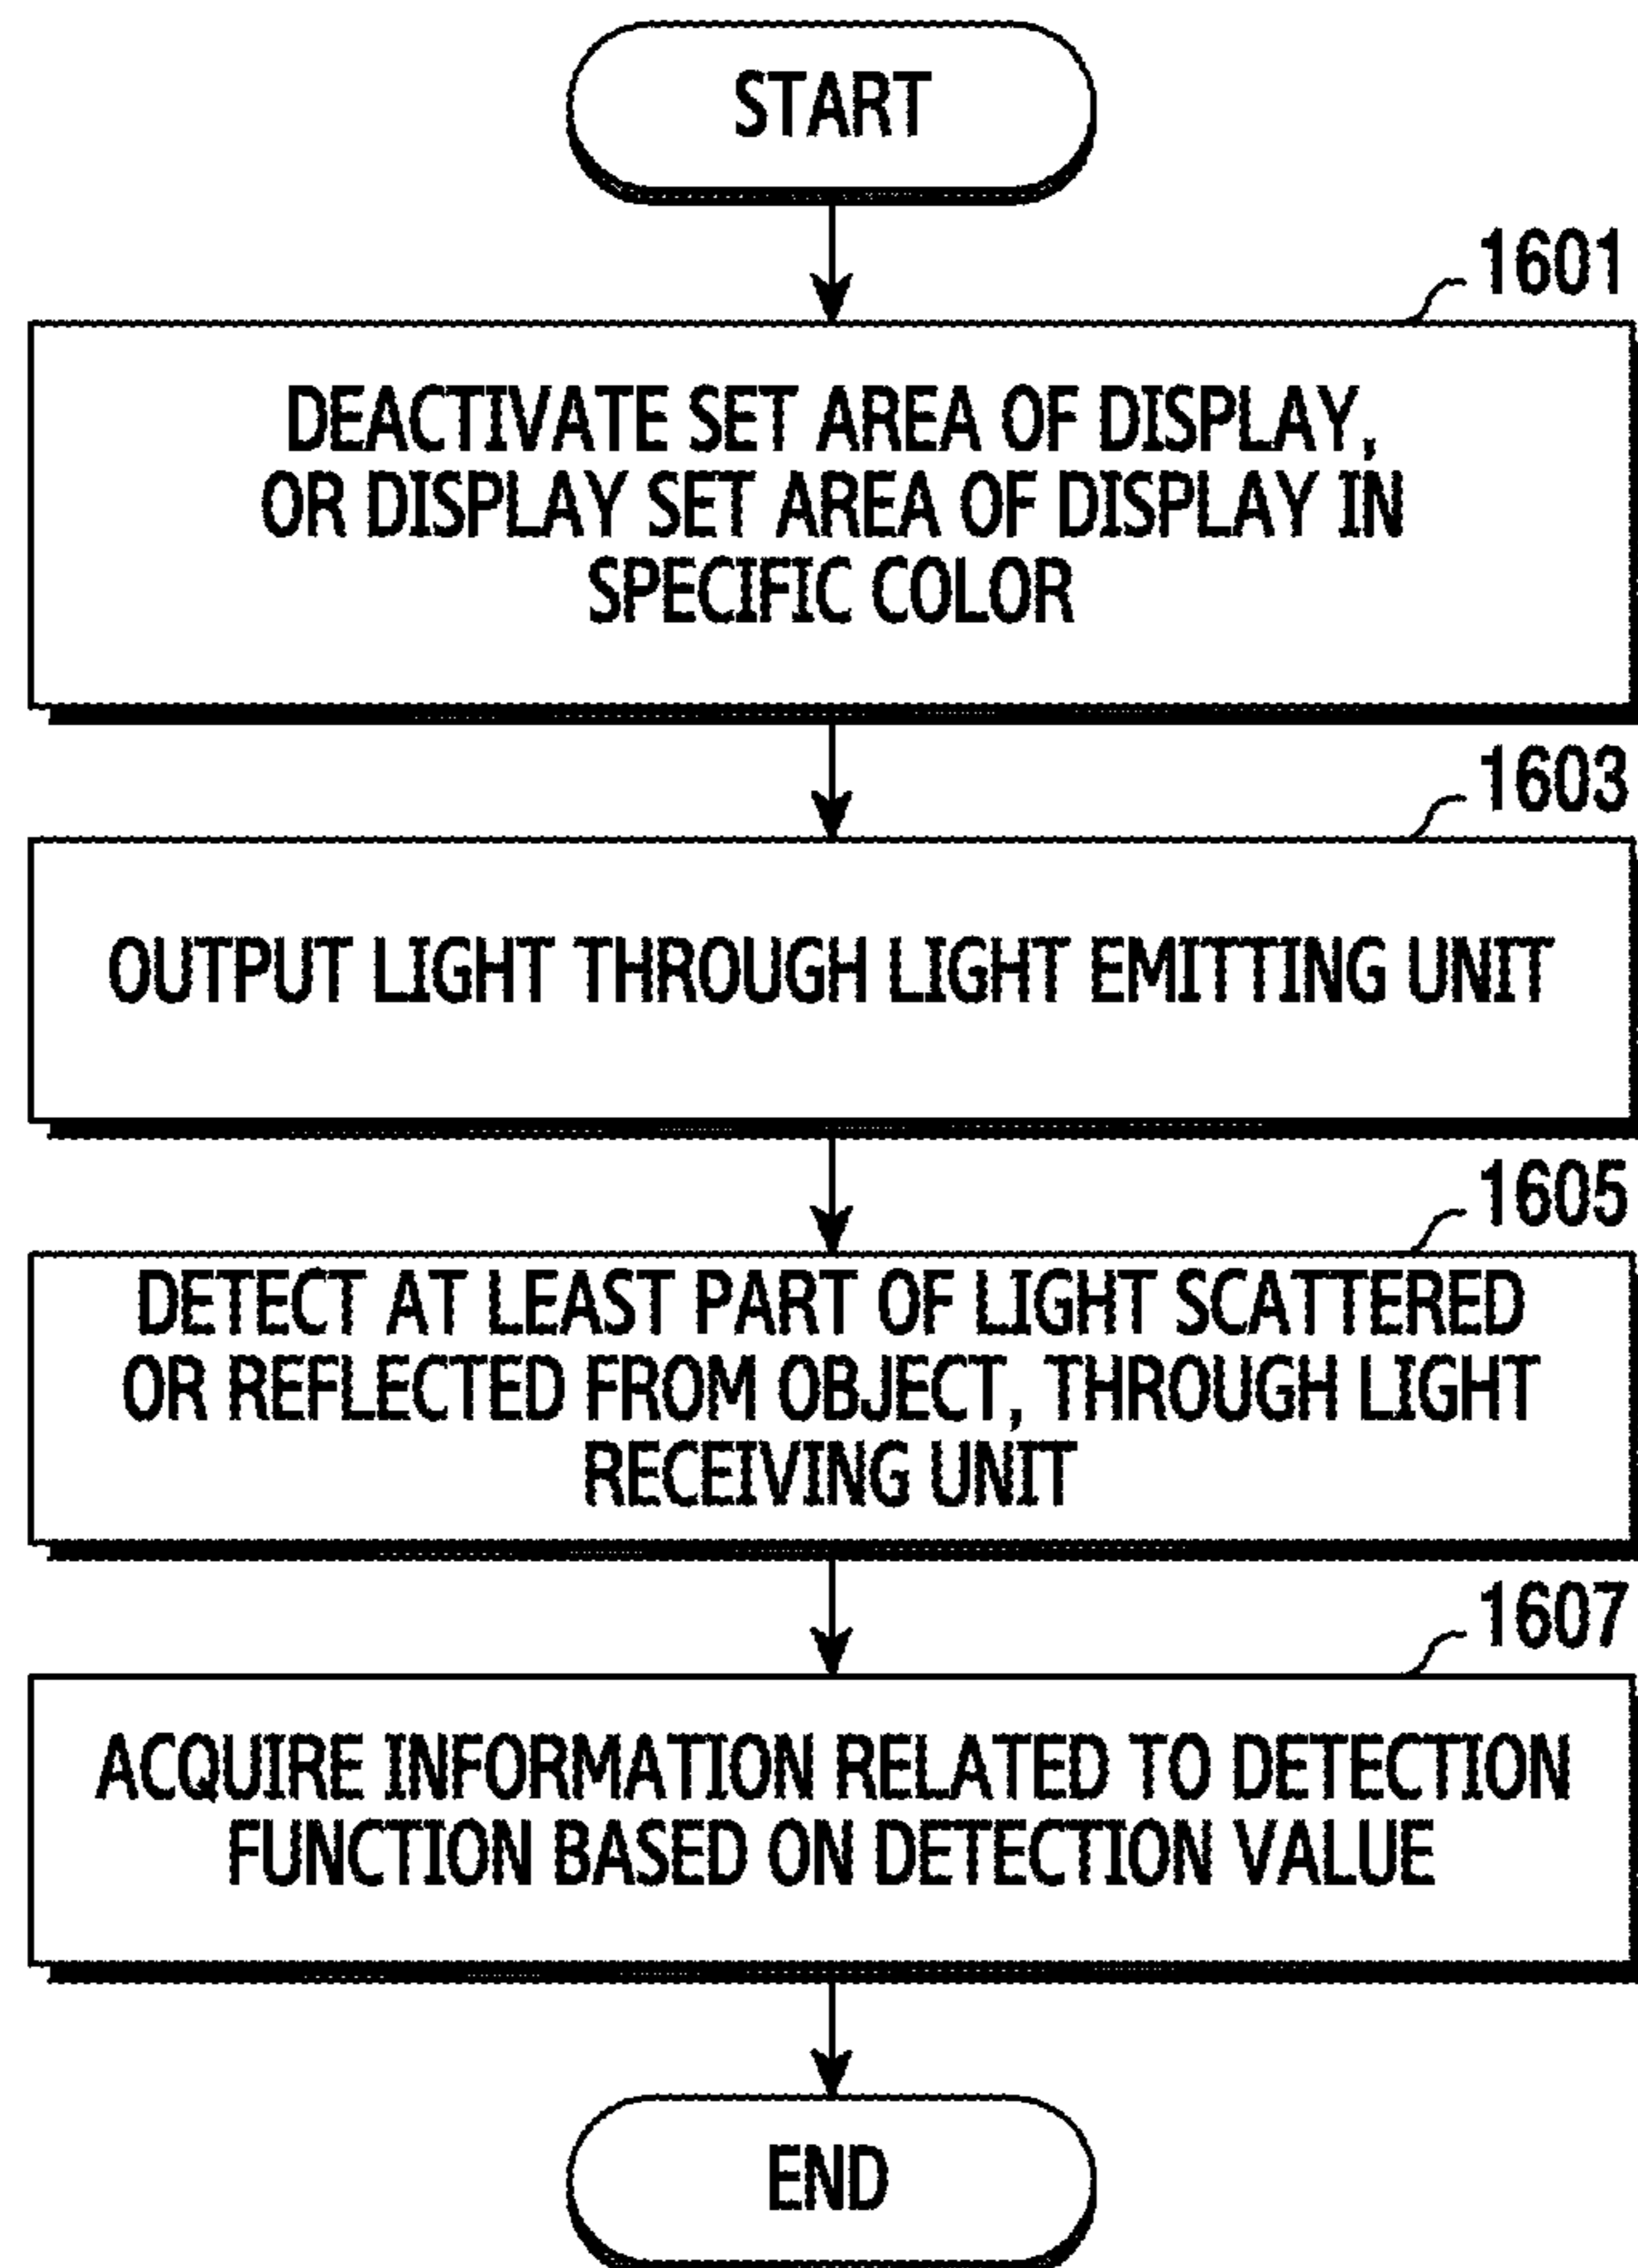 START
1601
DEACTIVATE SET AREA OF DISPLAY,
OR DISPLAY SET AREA OF DISPLAY IN
SPECIFIC COLOR
1603
OUTPUT LIGHT THROUGH LIGHT EMITTING UNIT
1605
DETECT AT LEAST PART OF LIGHT SCATTERED
OR REFLECTED FROM OBJECT, THROUGH LIGHT
RECEIVING UNIT
1607
ACQUIRE INFORMATION RELATED TO DETECTION
FUNCTION BASED ON DETECTION VALUE
END